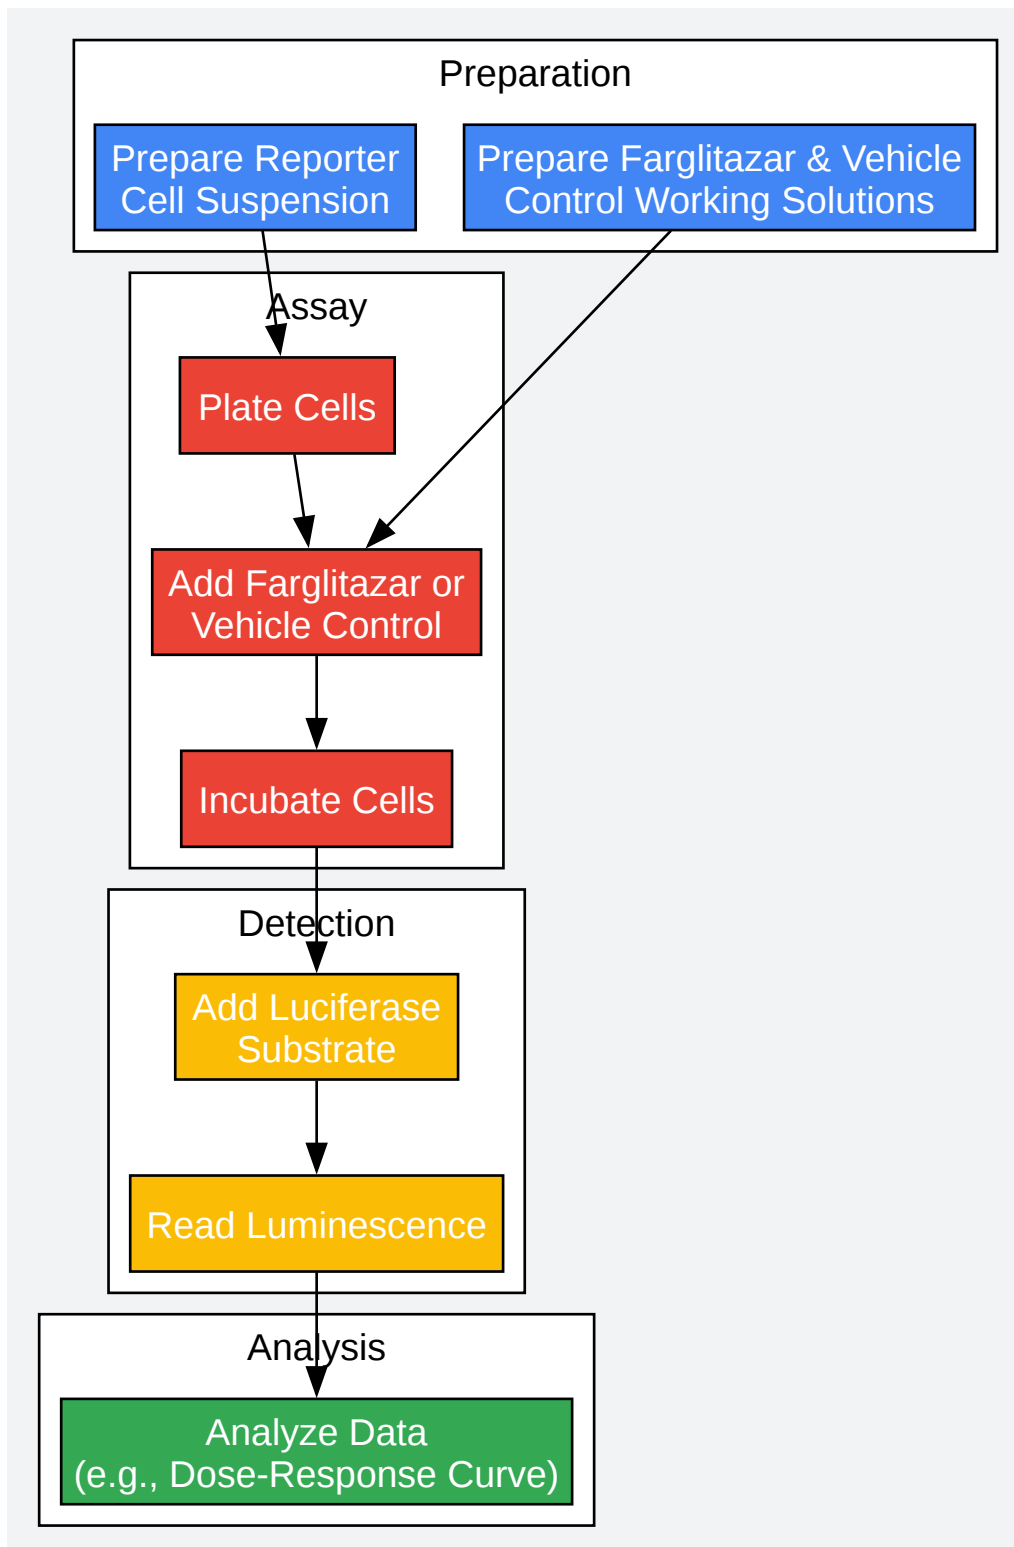 Preparation
Prepare Reporter
Cell Suspension
Prepare Farglitazar & Vehicle
Control Working Solutions
Assay
Plate Cells
Add Farglitazar or
Vehicle Control
Incubate Cells
Detection
Add Luciferase
Substrate
Read Luminescence
Analysis
Analyze Data
(e.g., Dose-Response Curve)